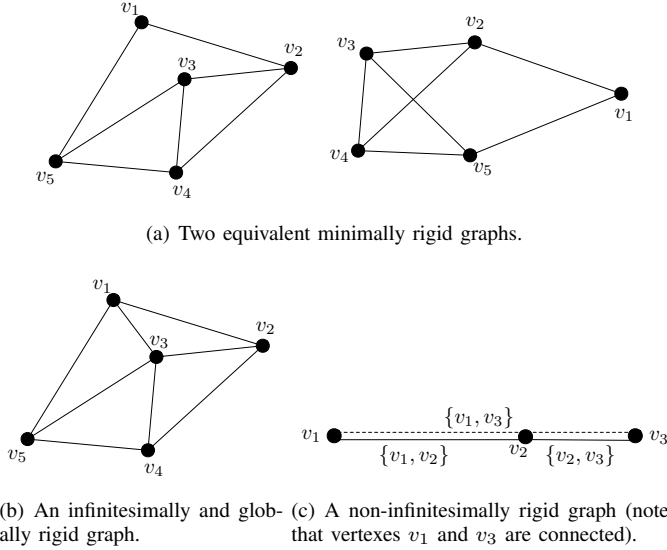 v₁
v₂
v₃
v₅
v₄
v₂
v₃
v₁
v₄
v₅
(a) Two equivalent minimally rigid graphs.
v₁
v₂
v₃
v₅
v₄
{v₁, v₃}
v₁
v₂
v₃
{v₁, v₂}
{v₂, v₃}
(b) An infinitesimally and glob-
ally rigid graph.
(c) A non-infinitesimally rigid graph (note
that vertexes v₁ and v₃ are connected).